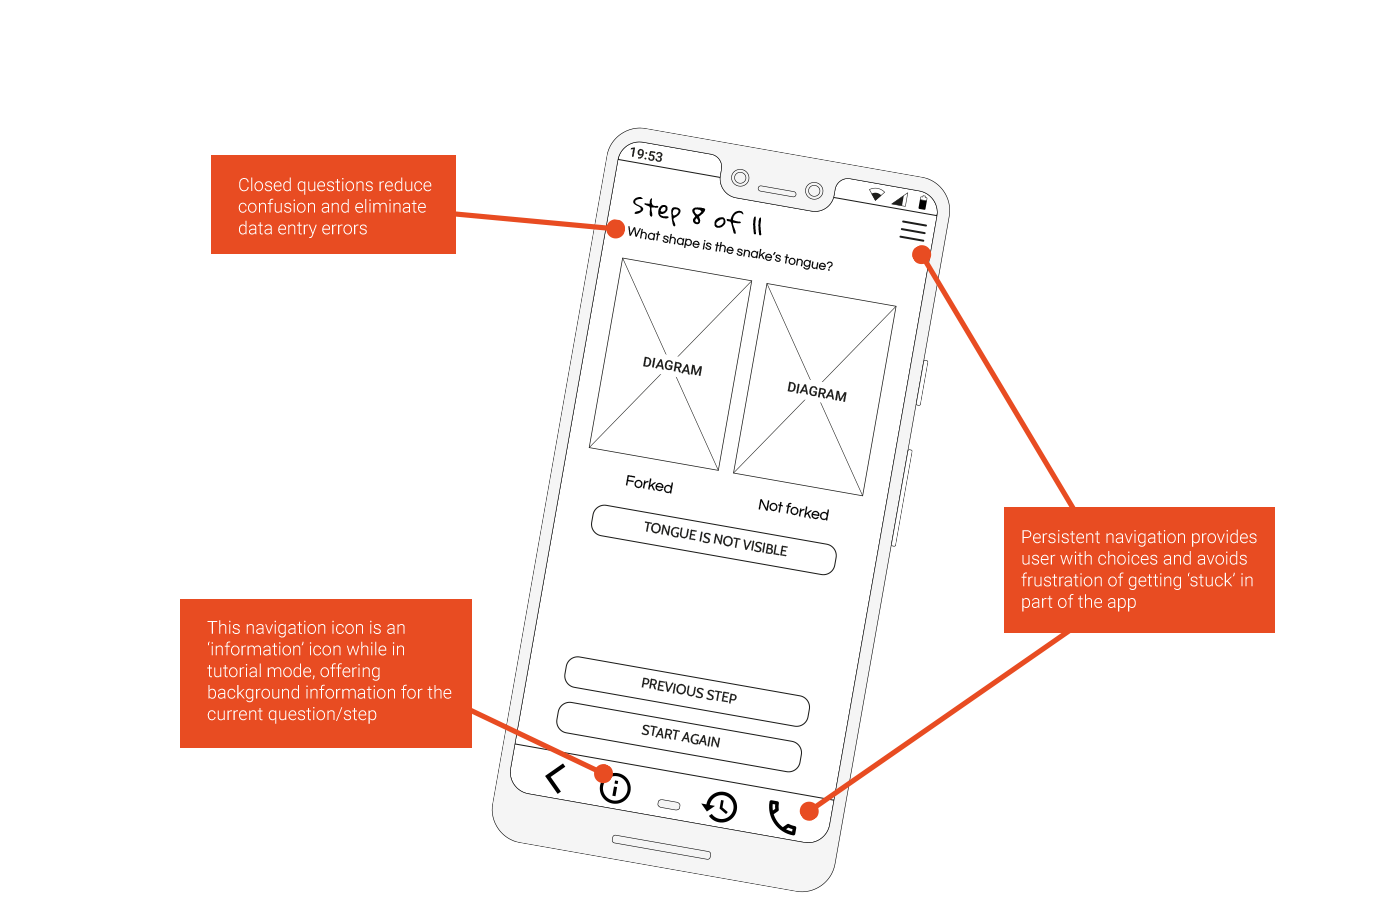 19:53
Step 8 of 11
What shape is the snake's tongue?
DIAGRAM
DIAGRAM
Forked
Not forked
TONGUE IS NOT VISIBLE
PREVIOUS STEP
START AGAIN
Closed questions reduce
confusion and eliminate
data entry errors
Persistent navigation provides
user with choices and avoids
frustration of getting ‘stuck’ in
part of the app
This navigation icon is an
‘information’ icon while in
tutorial mode, offering
background information for the
current question/step